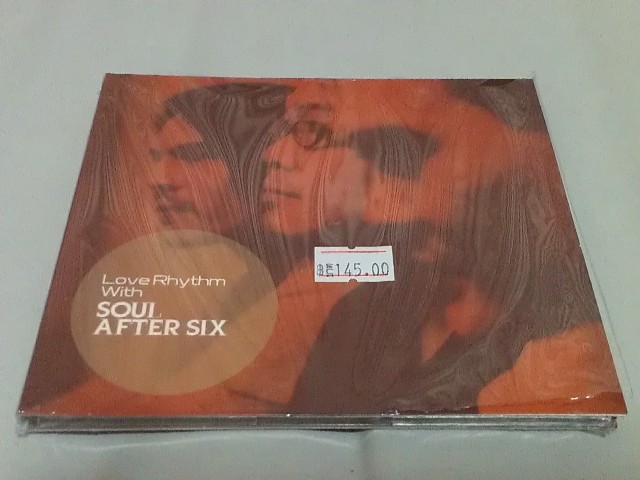 Love Rhythm
With
SOUL
AFTER SIX
145.00